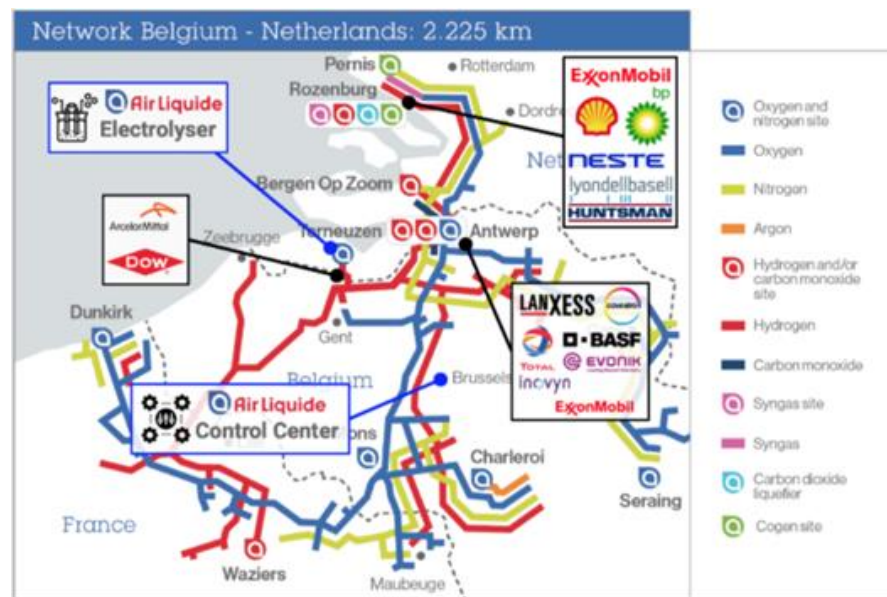 Network Belgium - Netherlands: 2.225 km
Pernis
Rotterdam
Rozenburg
Dordre
Net
Bergen Op Zoom
Terneuzen
Antwerp
Zeebrugge
Dunkirk
Gent
Belgium
Brussels
Mons
Charleroi
Seraing
France
Waziers
Maubeuge
Air Liquide
Electrolyser
ArcelorMittal
Dow
Air Liquide
Control Center
ExxonMobil
bp
NESTE
lyondellbasell
HUNTSMAN
LANXESS
covestro
TOTAL
BASF
EVONIK
inovyn
ExxonMobil
Oxygen and
nitrogen site
Oxygen
Nitrogen
Argon
Hydrogen and/or
carbon monoxide
site
Hydrogen
Carbon monoxide
Syngas site
Syngas
Carbon dioxide
liquefier
Cogen site